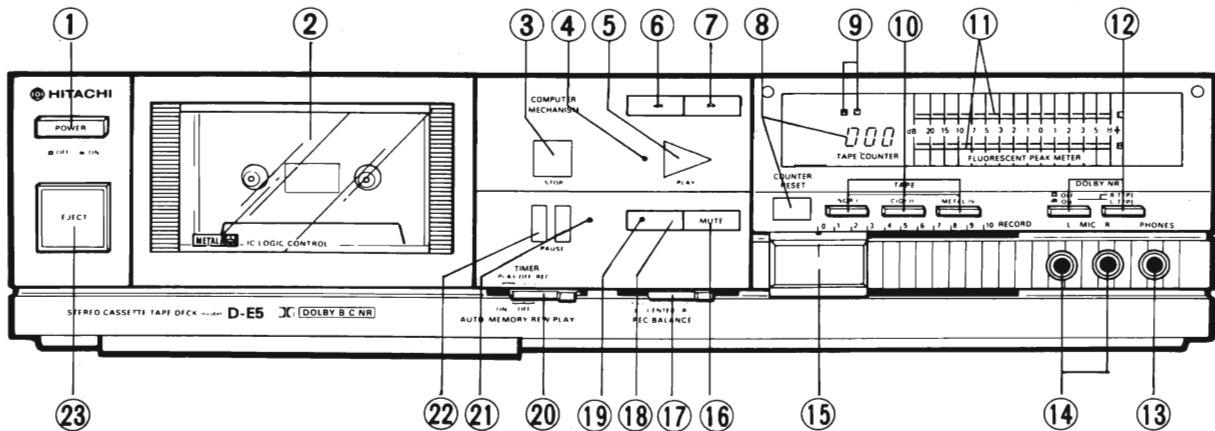 ① ② ③ ④ ⑤ ⑥ ⑦ ⑧ ⑨ ⑩ ⑪ ⑫
HITACHI
POWER
OFF ON
EJECT
METAL IC LOGIC CONTROL
COMPUTER
MECHANISM
STOP
PLAY
PAUSE
MUTE
TIMER
PLAY OFF REC
ON OFF
AUTO MEMORY REW PLAY
CENTER R
REC BALANCE
000
TAPE COUNTER
dB 20 15 10 7 5 3 2 1 0 1 2 3 5
FLUORESCENT PEAK METER
COUNTER
RESET
TAPE
METAL IV
DOLBY NR
OFF
ON
B TYPE
C TYPE
0 1 2 3 4 5 6 7 8 9 10 RECORD
L MIC R
PHONES
STEREO CASSETTE TAPE DECK D-E5 DOLBY B C NR
㉓ ㉒ ㉑ ⑳ ⑲ ⑱ ⑰ ⑯ ⑮ ⑭ ⑬